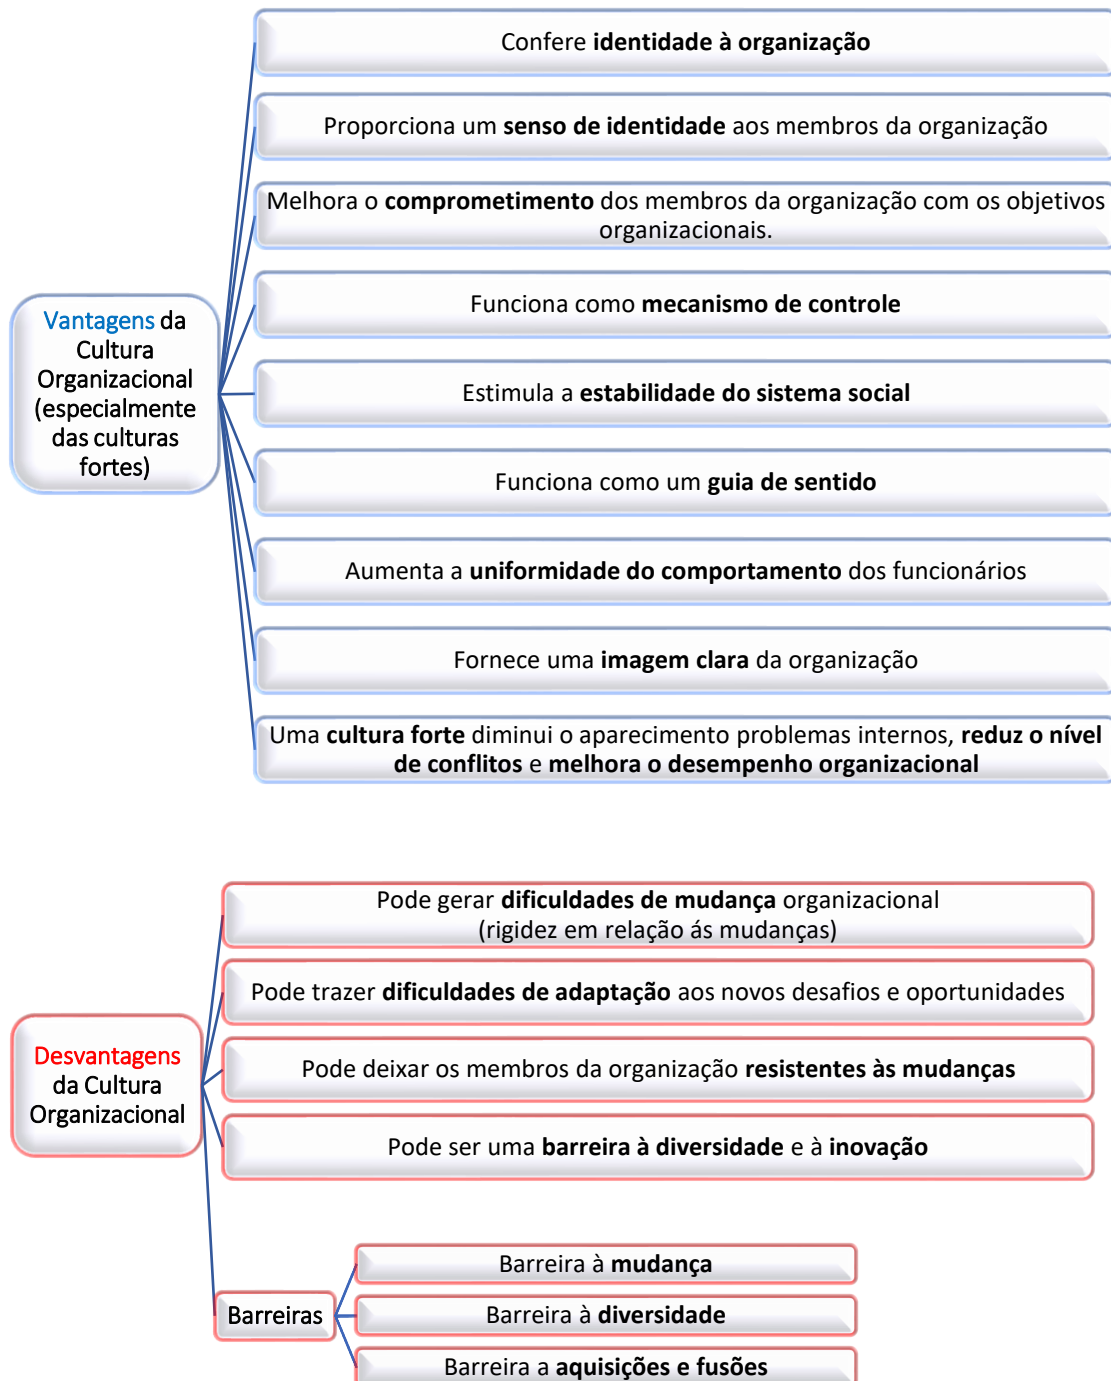 Vantagens da
Cultura
Organizacional
(especialmente
das culturas
fortes)
Confere identidade à organização
Proporciona um senso de identidade aos membros da organização
Melhora o comprometimento dos membros da organização com os objetivos
organizacionais.
Funciona como mecanismo de controle
Estimula a estabilidade do sistema social
Funciona como um guia de sentido
Aumenta a uniformidade do comportamento dos funcionários
Fornece uma imagem clara da organização
Uma cultura forte diminui o aparecimento problemas internos, reduz o nível
de conflitos e melhora o desempenho organizacional
Desvantagens
da Cultura
Organizacional
Pode gerar dificuldades de mudança organizacional
(rigidez em relação ás mudanças)
Pode trazer dificuldades de adaptação aos novos desafios e oportunidades
Pode deixar os membros da organização resistentes às mudanças
Pode ser uma barreira à diversidade e à inovação
Barreiras
Barreira à mudança
Barreira à diversidade
Barreira a aquisições e fusões